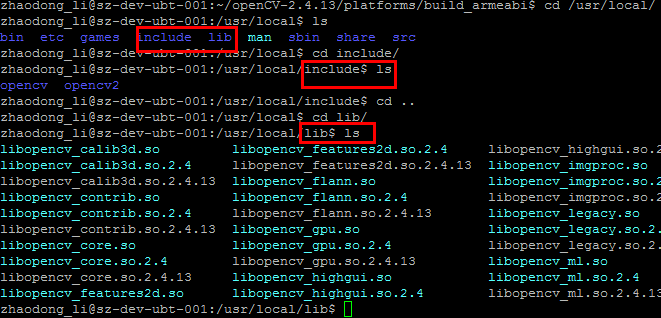 zhaodong_li@sz-dev-ubt-001:~/openCV-2.4.13/platforms/build_armeabi$ cd /usr/local/
zhaodong_li@sz-dev-ubt-001:/usr/local$ ls
bin etc games include lib man sbin share src
zhaodong_li@sz-dev-ubt-001:/usr/local$ cd include/
zhaodong_li@sz-dev-ubt-001:/usr/local/include$ ls
opencv opencv2
zhaodong_li@sz-dev-ubt-001:/usr/local/include$ cd ..
zhaodong_li@sz-dev-ubt-001:/usr/local$ cd lib/
zhaodong_li@sz-dev-ubt-001:/usr/local/lib$ ls
libopencv_calib3d.so libopencv_features2d.so.2.4 libopencv_highgui.so.2
libopencv_calib3d.so.2.4 libopencv_features2d.so.2.4.13 libopencv_imgproc.so
libopencv_calib3d.so.2.4.13 libopencv_flann.so libopencv_imgproc.so.2
libopencv_contrib.so libopencv_flann.so.2.4 libopencv_imgproc.so.2
libopencv_contrib.so.2.4 libopencv_flann.so.2.4.13 libopencv_legacy.so
libopencv_contrib.so.2.4.13 libopencv_gpu.so libopencv_legacy.so.2
libopencv_core.so libopencv_gpu.so.2.4 libopencv_legacy.so.2
libopencv_core.so.2.4 libopencv_gpu.so.2.4.13 libopencv_ml.so
libopencv_core.so.2.4.13 libopencv_highgui.so libopencv_ml.so.2.4
libopencv_features2d.so libopencv_highgui.so.2.4 libopencv_ml.so.2.4.13
zhaodong_li@sz-dev-ubt-001:/usr/local/lib$